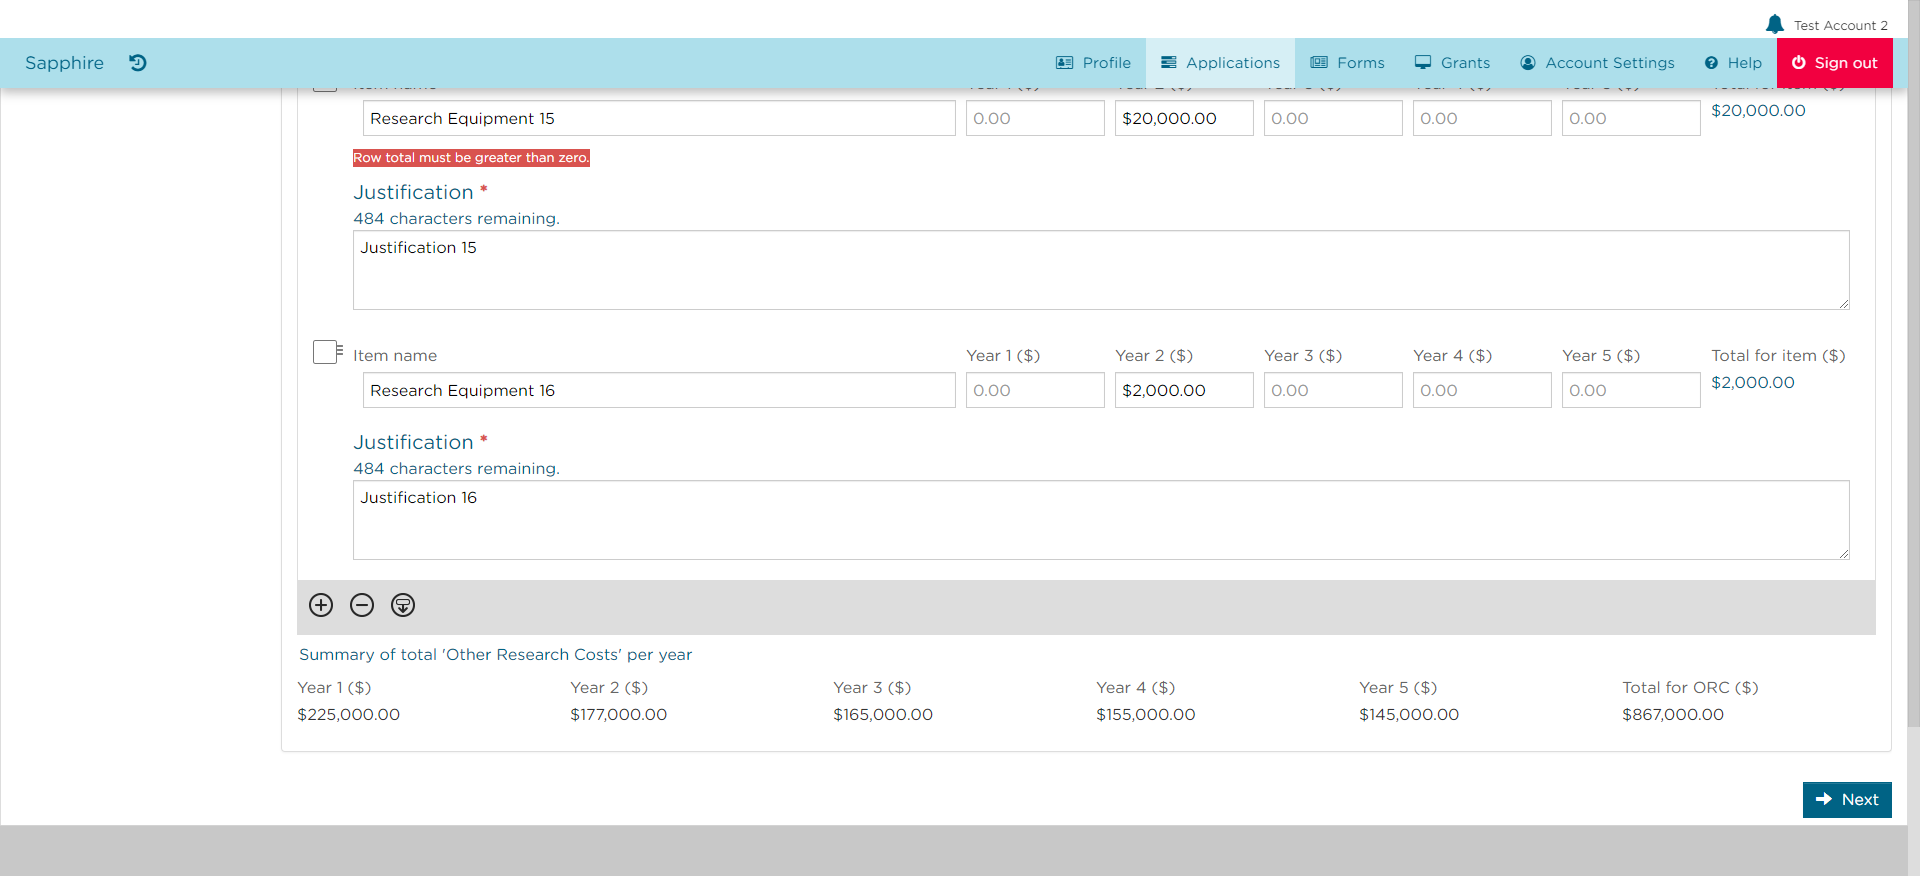 Test Account 2
Sapphire Profile Applications Forms Grants Account Settings Help Sign out
Research Equipment 15 0.00 $20,000.00 0.00 0.00 0.00 $20,000.00
Row total must be greater than zero.
Justification *
484 characters remaining.
Justification 15
Item name Year 1 ($) Year 2 ($) Year 3 ($) Year 4 ($) Year 5 ($) Total for item ($)
Research Equipment 16 0.00 $2,000.00 0.00 0.00 0.00 $2,000.00
Justification *
484 characters remaining.
Justification 16
Summary of total 'Other Research Costs' per year
Year 1 ($) Year 2 ($) Year 3 ($) Year 4 ($) Year 5 ($) Total for ORC ($)
$225,000.00 $177,000.00 $165,000.00 $155,000.00 $145,000.00 $867,000.00
Next